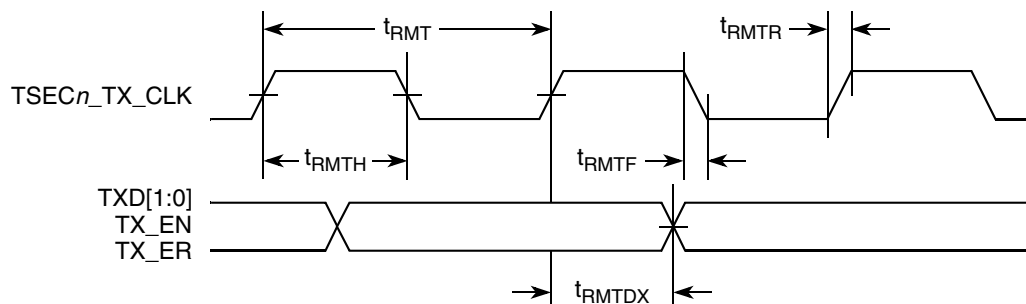 tRMT
tRMTR
TSECn_TX_CLK
tRMTH
tRMTF
TXD[1:0]
TX_EN
TX_ER
tRMTDX